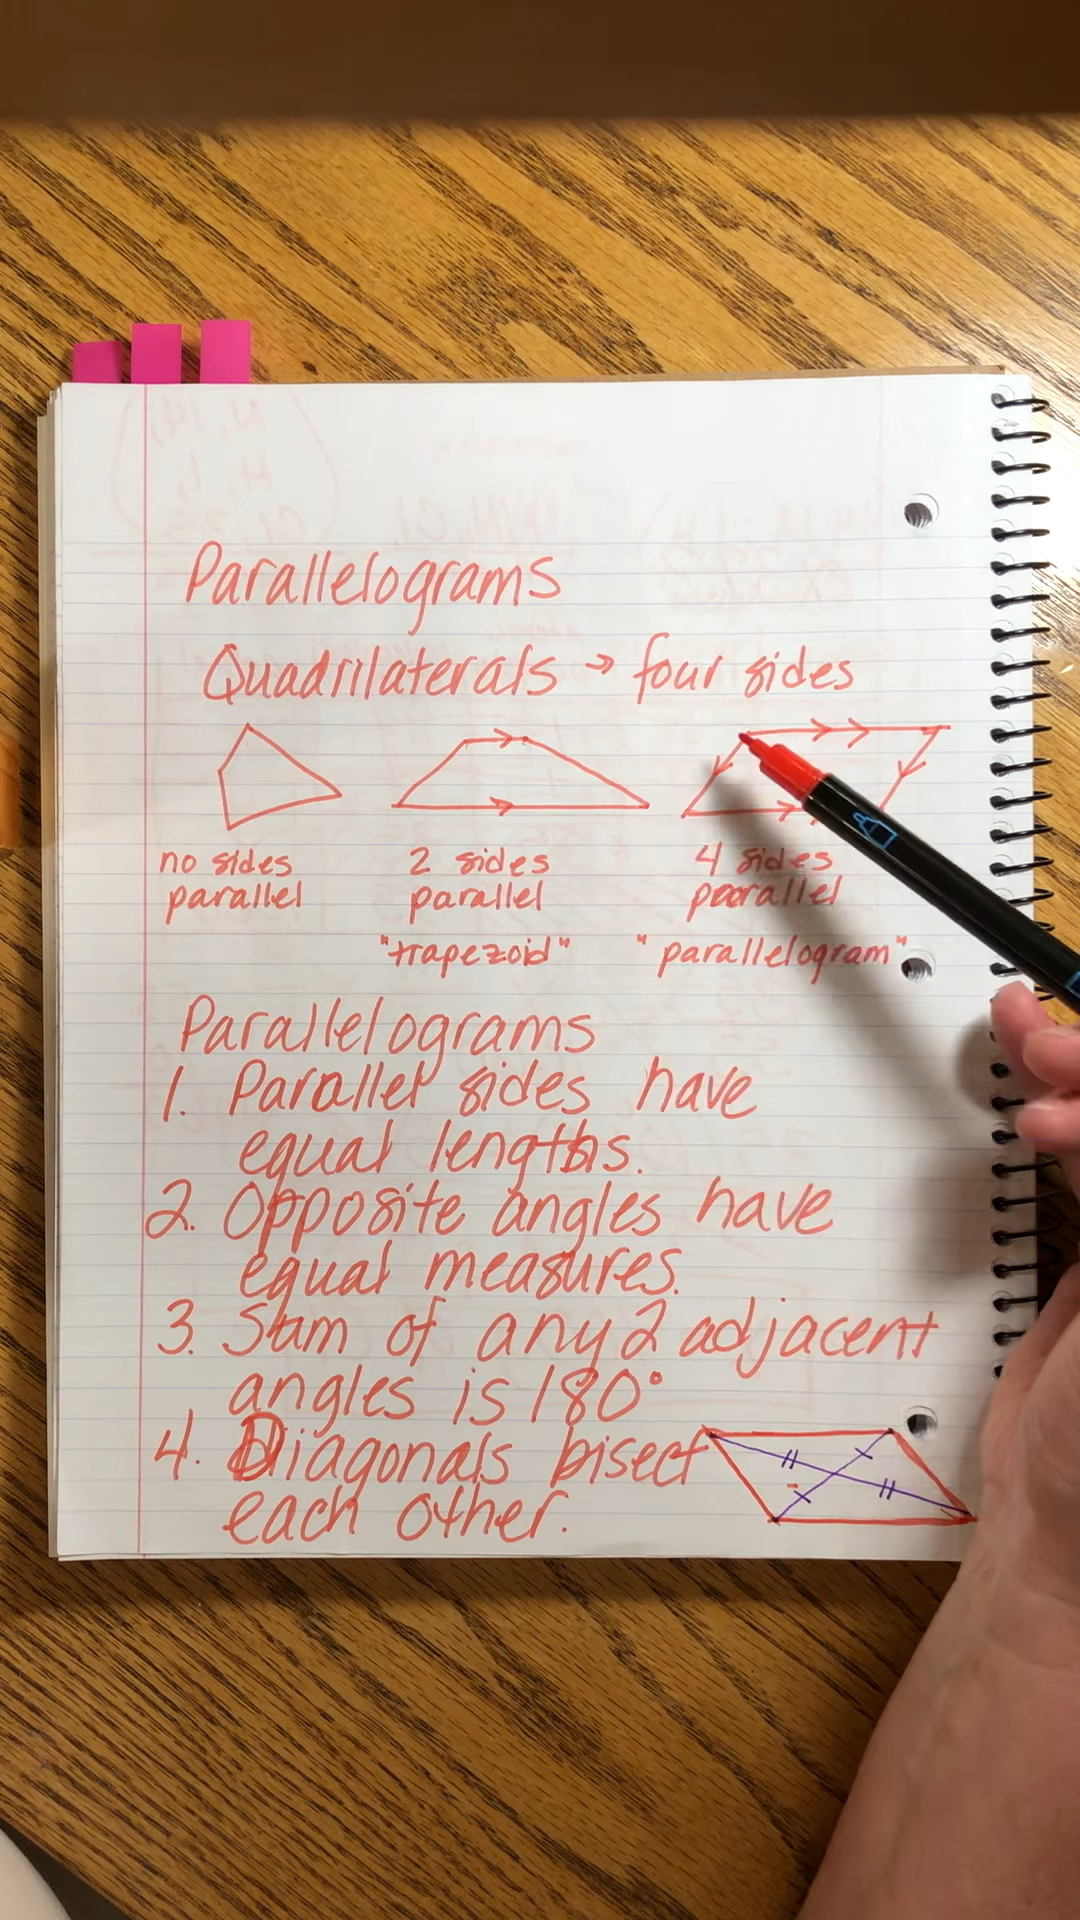 Parallelograms
Quadrilaterals → four sides
no sides parallel
2 sides parallel
"trapezoid"
4 sides parallel
"parallelogram"
Parallelograms
1. Parallel sides have
equal lengths.
2. Opposite angles have
equal measures.
3. Sum of any 2 adjacent
angles is 180°
4. Diagonals bisect
each other.